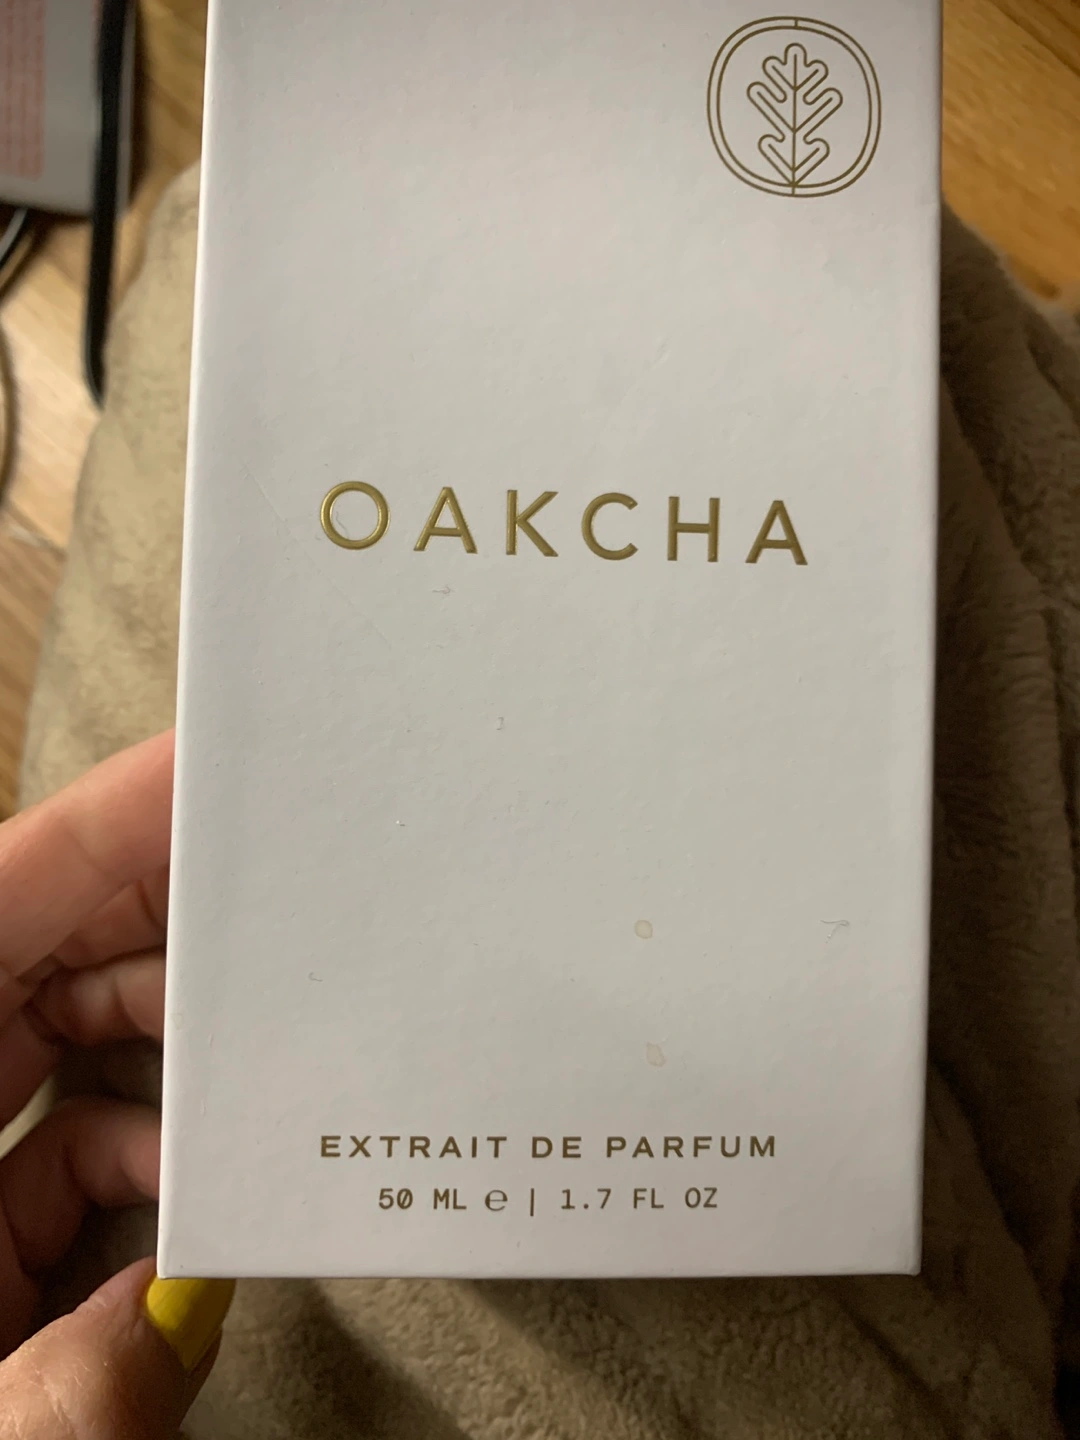 OAKCHA
EXTRAIT DE PARFUM
50 ML ℮ | 1.7 FL OZ